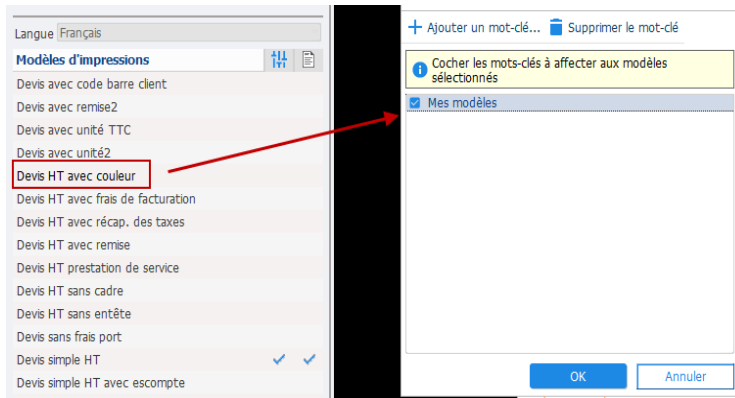 Langue Français
Modèles d'impressions
Devis avec code barre client
Devis avec remise2
Devis avec unité TTC
Devis avec unité2
Devis HT avec couleur
Devis HT avec frais de facturation
Devis HT avec récap. des taxes
Devis HT avec remise
Devis HT prestation de service
Devis HT sans cadre
Devis HT sans entête
Devis sans frais port
Devis simple HT
Devis simple HT avec escompte
Ajouter un mot-clé... Supprimer le mot-clé
Cocher les mots-clés à affecter aux modèles
sélectionnés
Mes modèles
OK Annuler